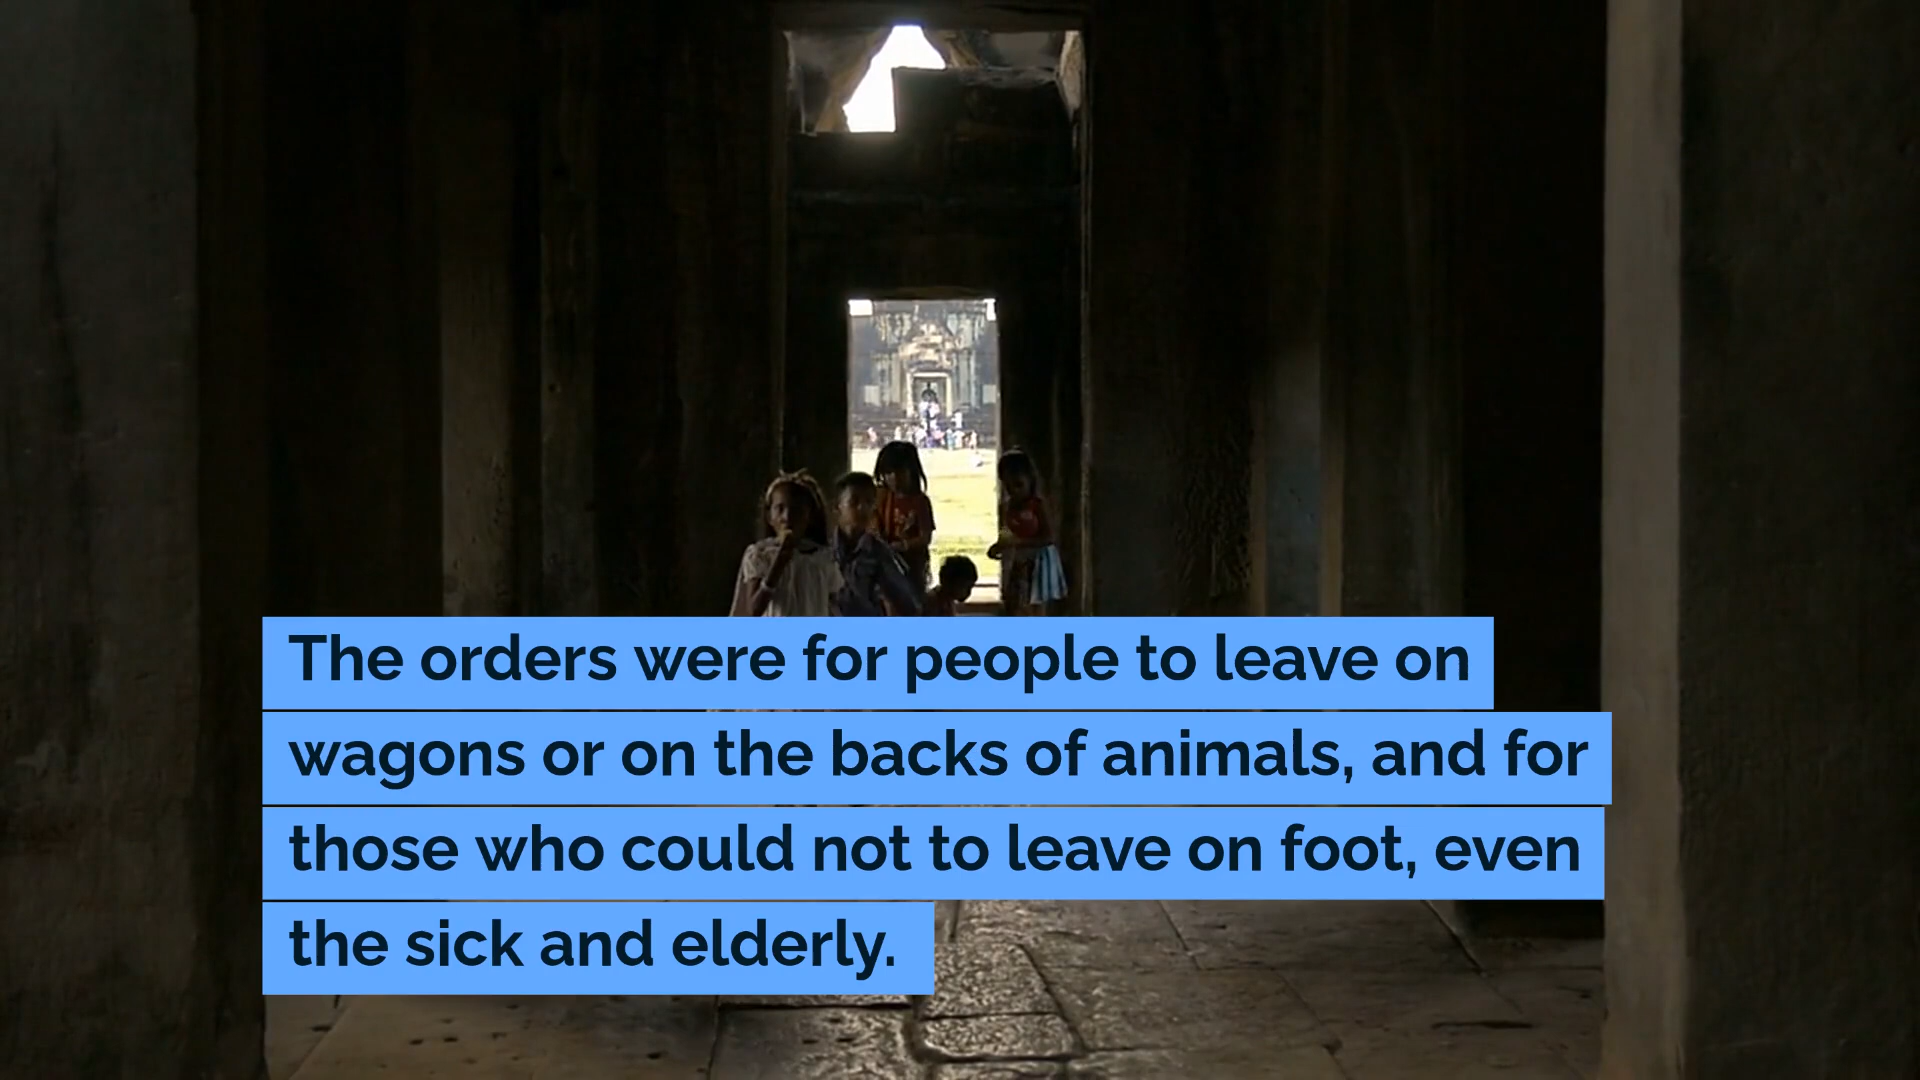 The orders were for people to leave on
wagons or on the backs of animals, and for
those who could not to leave on foot, even
the sick and elderly.